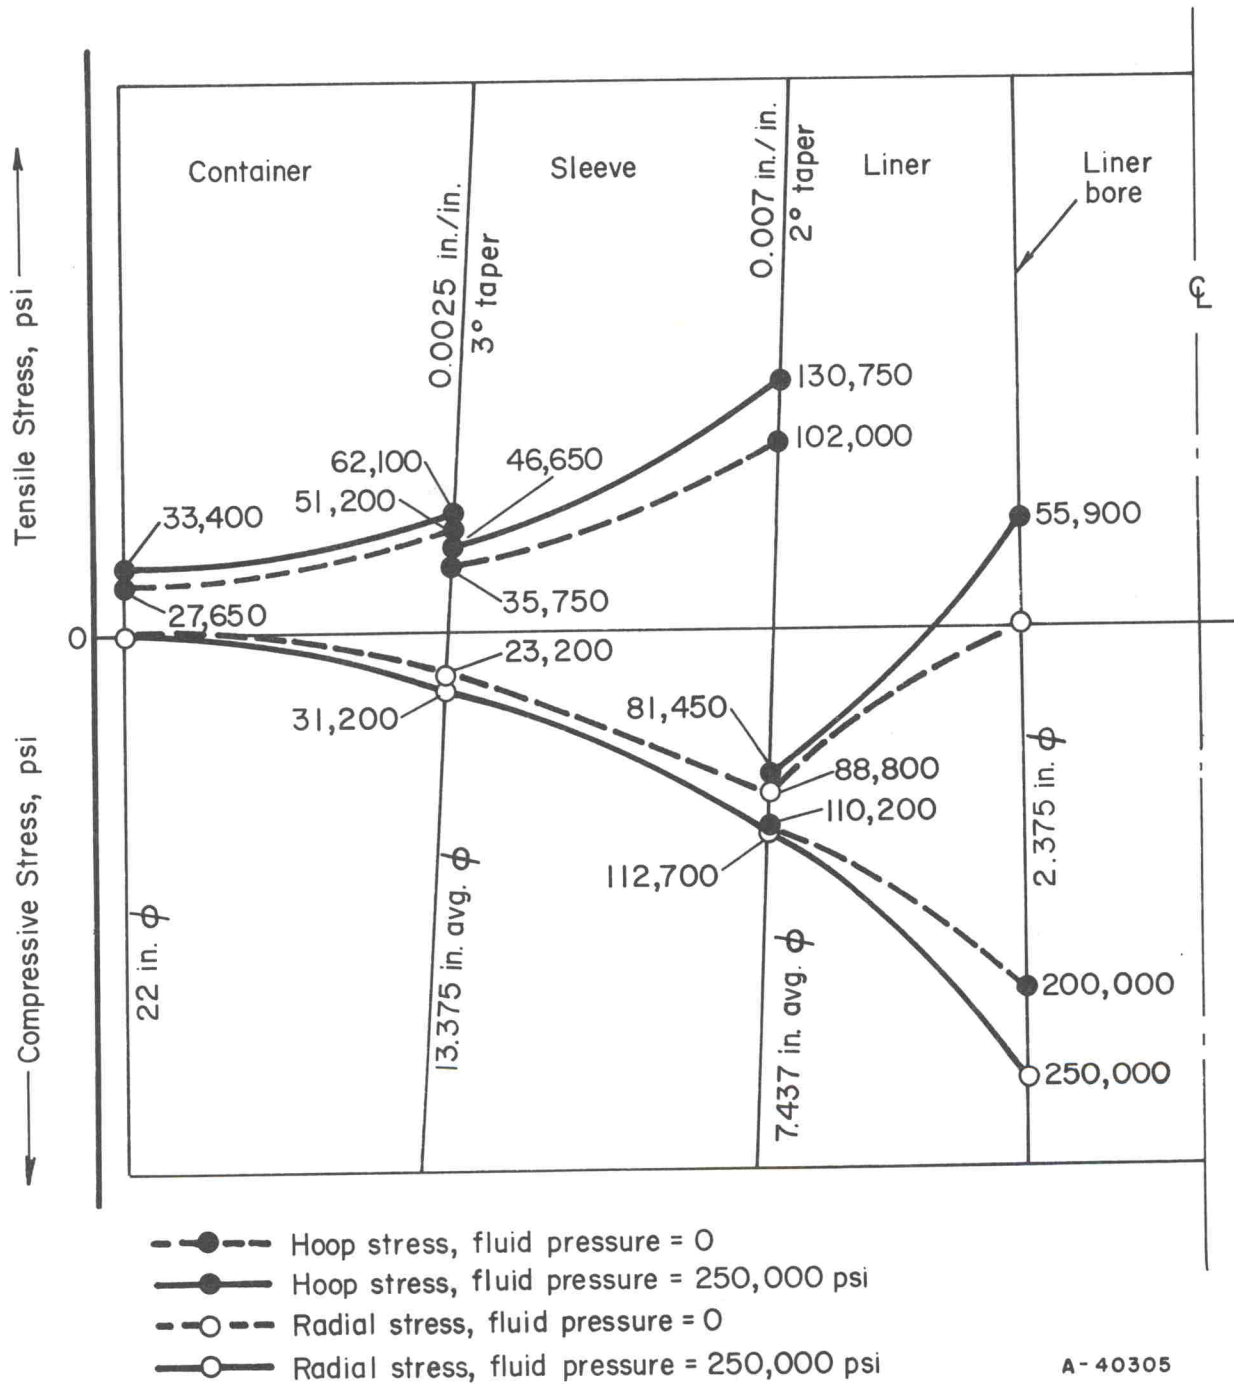 Container
Sleeve
Liner
Liner
bore
0.0025 in./in.
3° taper
0.007 in./in.
2° taper
℄
Tensile Stress, psi
130,750
102,000
62,100
46,650
51,200
33,400
55,900
35,750
27,650
0
23,200
31,200
81,450
88,800
110,200
112,700
200,000
250,000
Compressive Stress, psi
22 in. ϕ
13.375 in. avg. ϕ
7.437 in. avg. ϕ
2.375 in. ϕ
Hoop stress, fluid pressure = 0
Hoop stress, fluid pressure = 250,000 psi
Radial stress, fluid pressure = 0
Radial stress, fluid pressure = 250,000 psi
A-40305